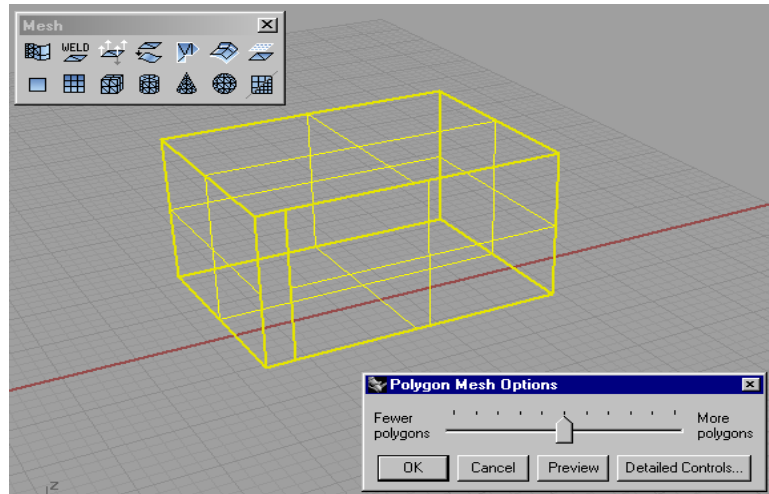 Mesh
WELD
Polygon Mesh Options
Fewer
polygons
More
polygons
OK
Cancel
Preview
Detailed Controls...
z